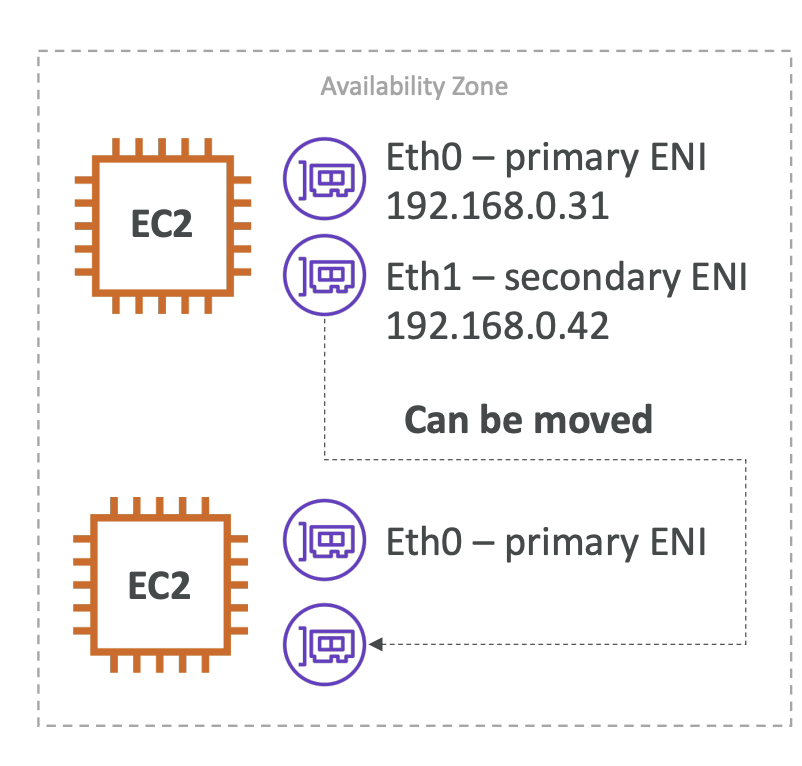 Availability Zone
EC2
Eth0 – primary ENI
192.168.0.31
Eth1 – secondary ENI
192.168.0.42
Can be moved
EC2
Eth0 – primary ENI